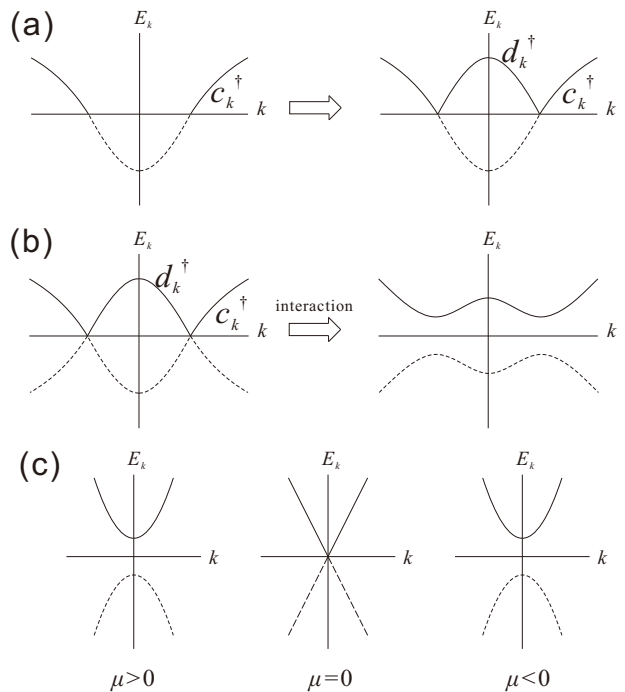 (a)
E_k
c_k^†
k
E_k
d_k^†
c_k^†
k
(b)
E_k
d_k^†
c_k^†
k
interaction
E_k
k
(c)
E_k
k
E_k
k
E_k
k
μ>0
μ=0
μ<0